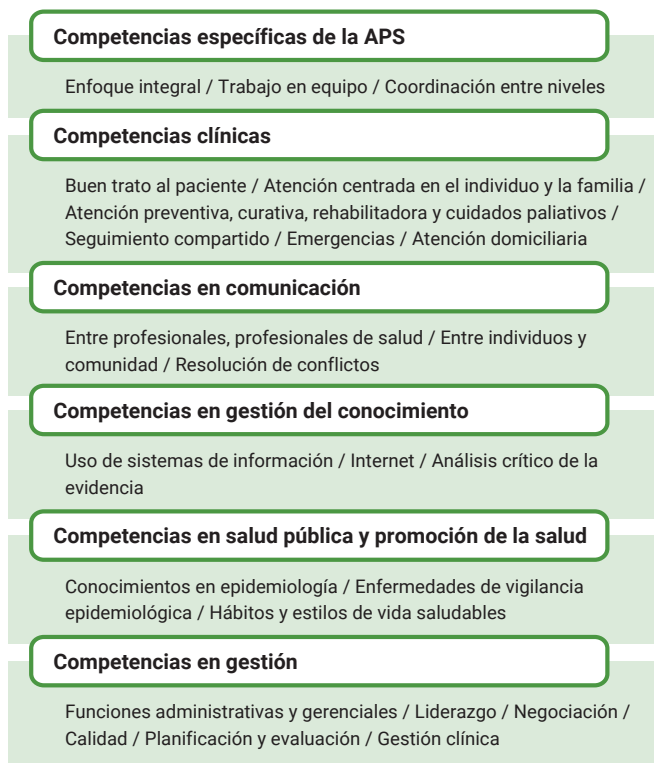 Competencias específicas de la APS
Enfoque integral / Trabajo en equipo / Coordinación entre niveles
Competencias clínicas
Buen trato al paciente / Atención centrada en el individuo y la familia /
Atención preventiva, curativa, rehabilitadora y cuidados paliativos /
Seguimiento compartido / Emergencias / Atención domiciliaria
Competencias en comunicación
Entre profesionales, profesionales de salud / Entre individuos y
comunidad / Resolución de conflictos
Competencias en gestión del conocimiento
Uso de sistemas de información / Internet / Análisis crítico de la
evidencia
Competencias en salud pública y promoción de la salud
Conocimientos en epidemiología / Enfermedades de vigilancia
epidemiológica / Hábitos y estilos de vida saludables
Competencias en gestión
Funciones administrativas y gerenciales / Liderazgo / Negociación /
Calidad / Planificación y evaluación / Gestión clínica